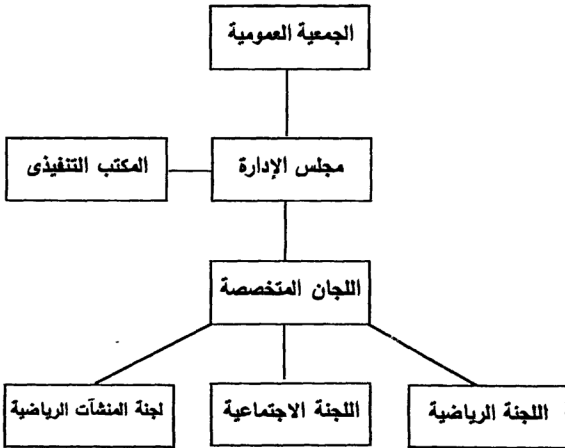 الجمعية العمومية
مجلس الإدارة
المكتب التنفيذى
اللجان المتخصصة
اللجنة الرياضية
اللجنة الاجتماعية
لجنة المنشآت الرياضية